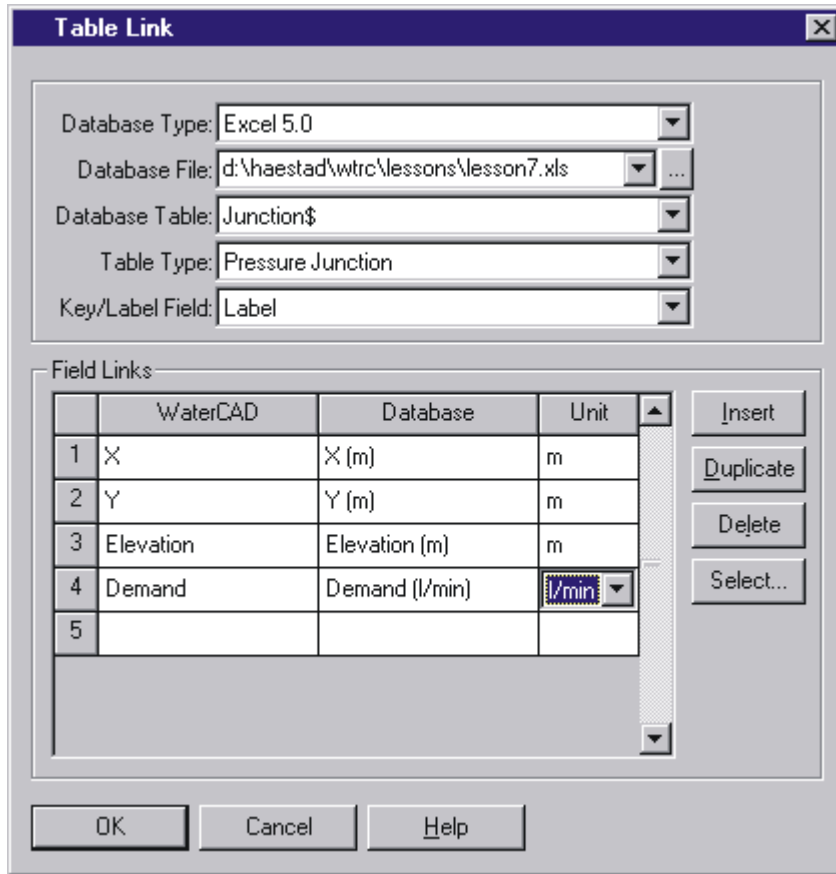 Table Link
Database Type: Excel 5.0
Database File: d:\haestad\wtrc\lessons\lesson7.xls ...
Database Table: Junction$
Table Type: Pressure Junction
Key/Label Field: Label
Field Links
WaterCAD Database Unit Insert
1 X X (m) m
Duplicate
2 Y Y (m) m
Delete
3 Elevation Elevation (m) m
4 Demand Demand (l/min) l/min Select...
5
OK Cancel Help